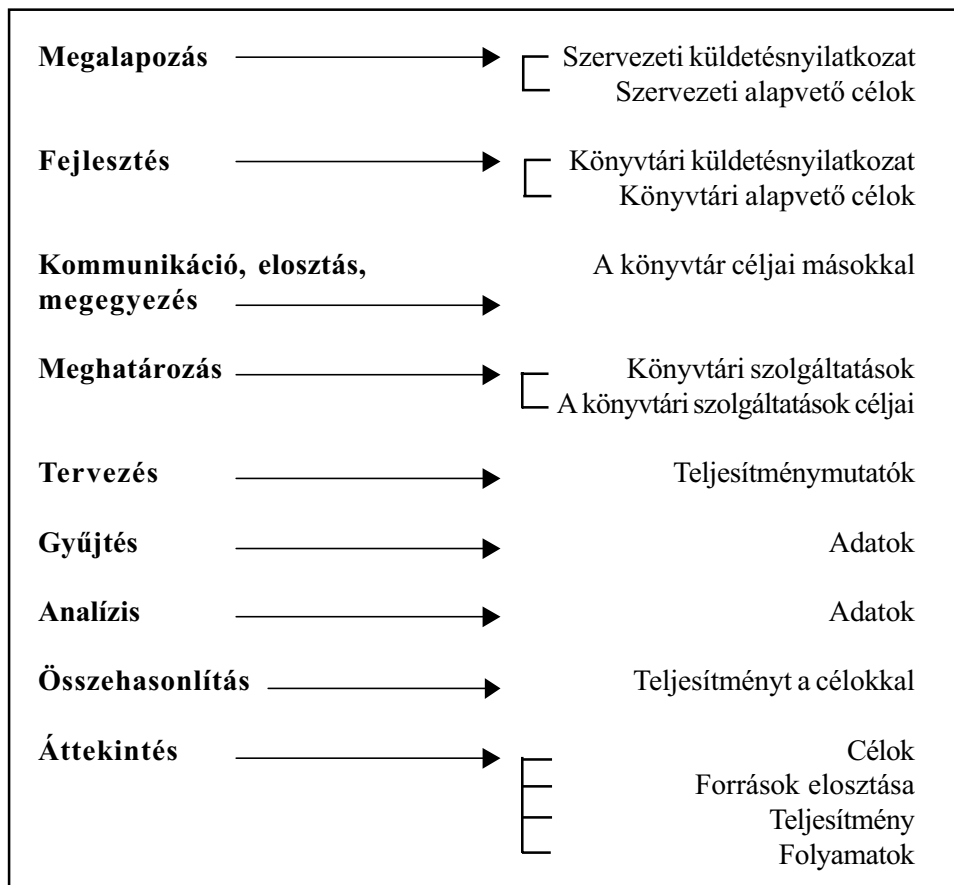 Megalapozás Szervezeti küldetésnyilatkozat
Szervezeti alapvető célok
Fejlesztés Könyvtári küldetésnyilatkozat
Könyvtári alapvető célok
Kommunikáció, elosztás, A könyvtár céljai másokkal
megegyezés
Meghatározás Könyvtári szolgáltatások
A könyvtári szolgáltatások céljai
Tervezés Teljesítménymutatók
Gyűjtés Adatok
Analízis Adatok
Összehasonlítás Teljesítményt a célokkal
Áttekintés Célok
Források elosztása
Teljesítmény
Folyamatok